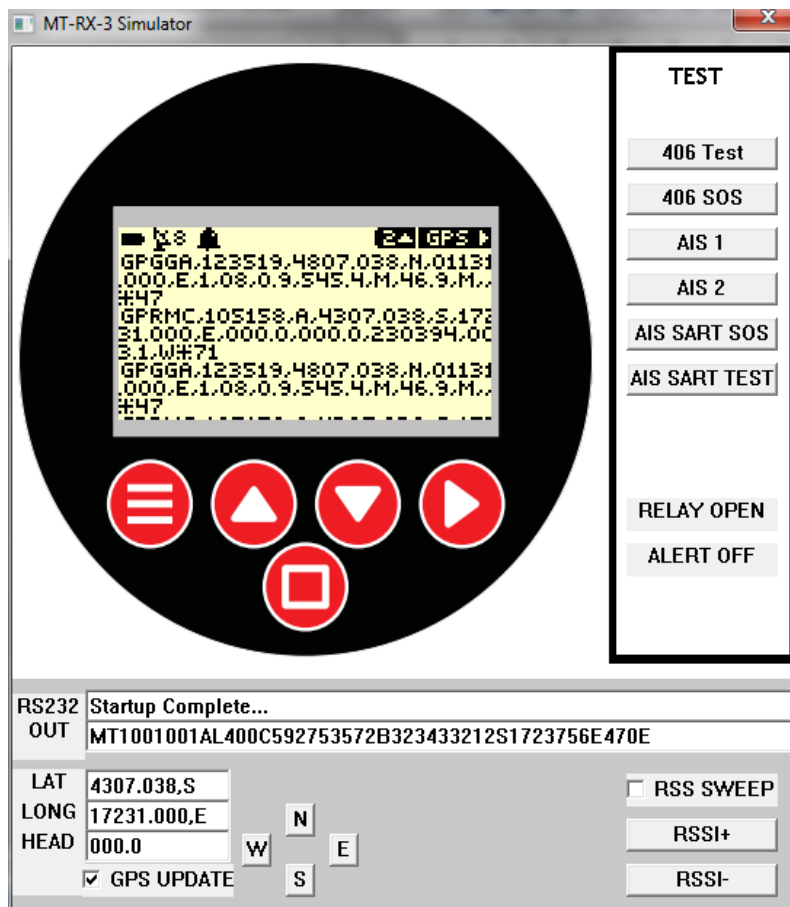 MT-RX-3 Simulator
TEST
406 Test
406 SOS
AIS 1
AIS 2
AIS SART SOS
AIS SART TEST
RELAY OPEN
ALERT OFF
8 2 GPS
GPGGA,123519,4807.038,N,01131
.000,E,1,08,0.9,545.4,M,46.9,M,,
*47
GPRMC,105158,A,4307.038,S,172
31.000,E,000.0,000.0,230394,00
3.1,W*71
GPGGA,123519,4807.038,N,01131
.000,E,1,08,0.9,545.4,M,46.9,M,,
*47
RS232 OUT
Startup Complete...
MT1001001AL400C592753572B323433212S1723756E470E
LAT 4307.038,S
LONG 17231.000,E
HEAD 000.0
GPS UPDATE
N
W E
S
RSS SWEEP
RSSI+
RSSI-